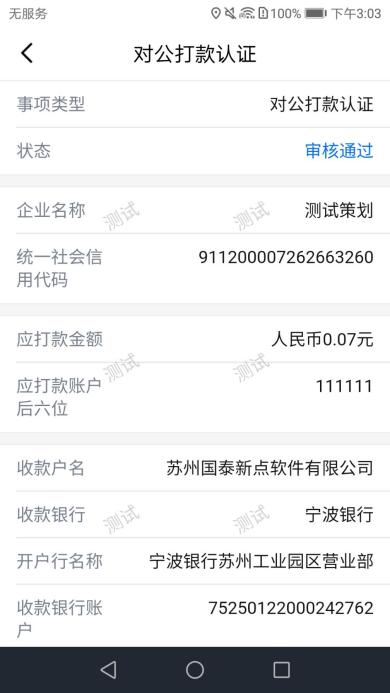 无服务 100% 下午3:03
对公打款认证
事项类型 对公打款认证
状态 审核通过
测试 测试
企业名称 测试策划
统一社会信 911200007262663260
用代码
应打款金额 人民币0.07元
测试 测试
应打款账户 111111
后六位
收款户名 苏州国泰新点软件有限公司
收款银行 宁波银行
测试 测试
开户行名称 宁波银行苏州工业园区营业部
收款银行账 75250122000242762
户